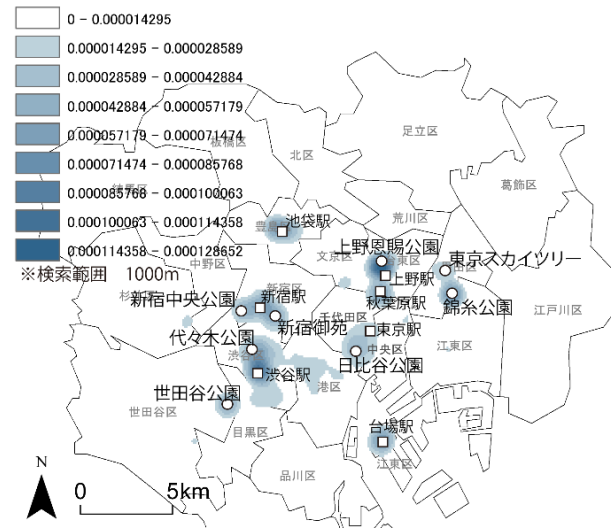 0 - 0.000014295
0.000014295 - 0.000028589
0.000028589 - 0.000042884
0.000042884 - 0.000057179
0.000057179 - 0.000071474
0.000071474 - 0.000085768
0.000085768 - 0.000100063
0.000100063 - 0.000114358
0.000114358 - 0.000128652
※検索範囲 1000m
足立区
板橋区
北区
葛飾区
練馬区
荒川区
池袋駅
文京区
上野恩賜公園
台東区
東京スカイツリー
中野区
上野駅
新宿区
新宿駅
秋葉原駅
錦糸公園
新宿中央公園
江戸川区
新宿御苑
千代田区
東京駅
代々木公園
中央区
江東区
日比谷公園
渋谷駅
港区
世田谷公園
世田谷区
目黒区
台場駅
江東区
品川区
N
0
5km